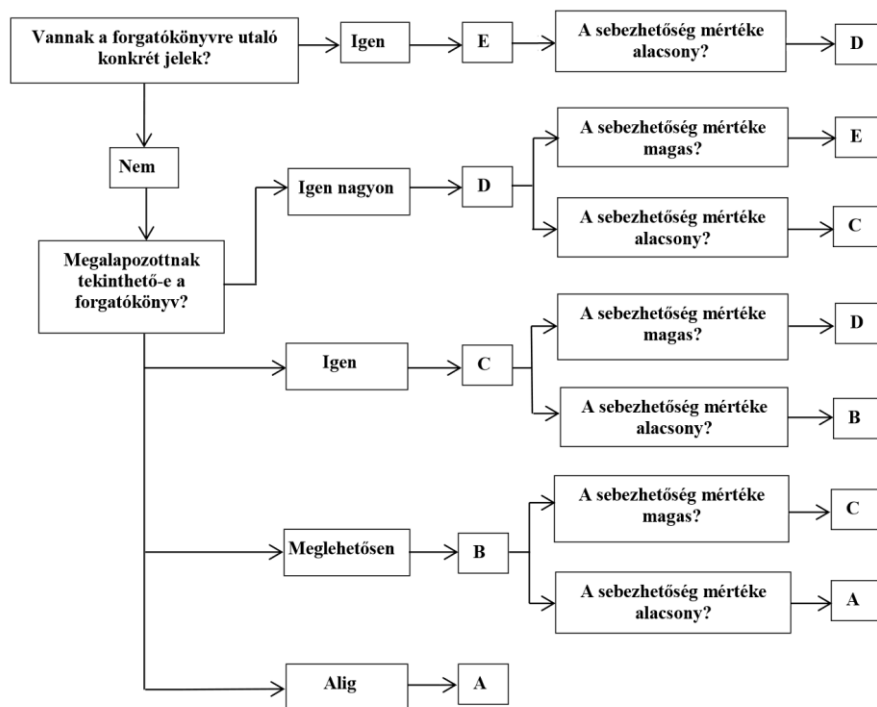 Vannak a forgatókönyvre utaló
konkrét jelek?
Igen
E
A sebezhetőség mértéke
alacsony?
D
Nem
Igen nagyon
D
A sebezhetőség mértéke
magas?
E
A sebezhetőség mértéke
alacsony?
C
Megalapozottnak
tekinthető-e a
forgatókönyv?
Igen
C
A sebezhetőség mértéke
magas?
D
A sebezhetőség mértéke
alacsony?
B
Meglehetősen
B
A sebezhetőség mértéke
magas?
C
A sebezhetőség mértéke
alacsony?
A
Alig
A